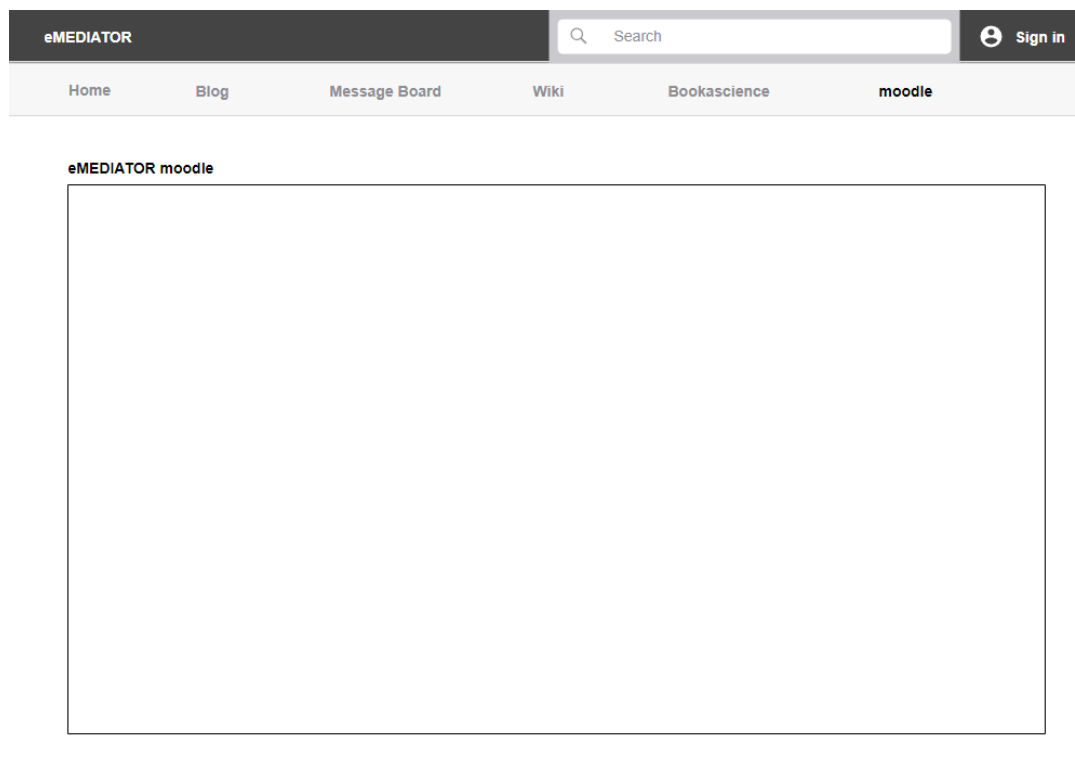 eMEDIATOR Search Sign in
Home Blog Message Board Wiki Bookascience moodle
eMEDIATOR moodle